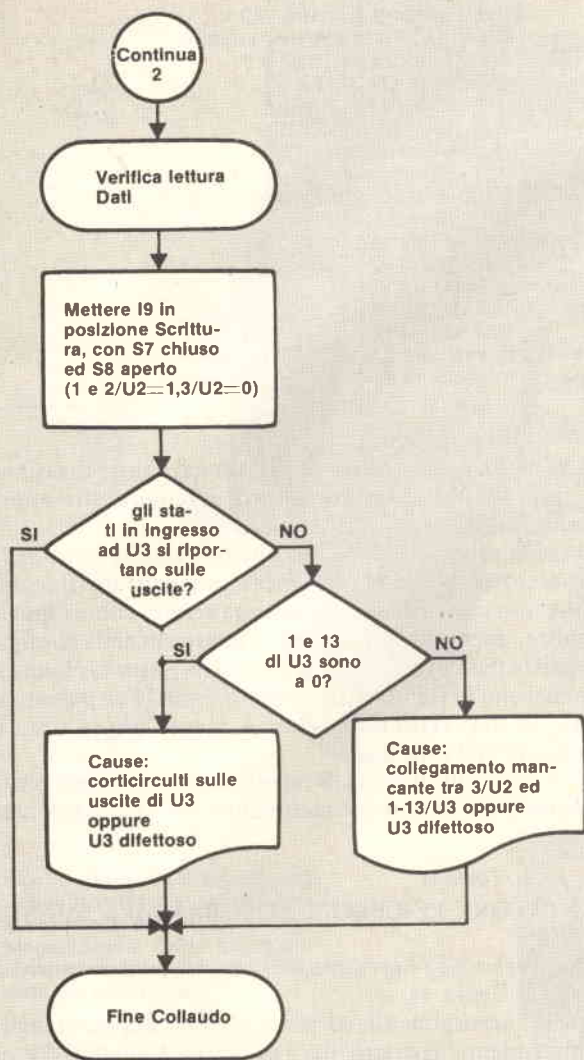 Continua
2
Verifica lettura
Dati
Mettere I9 in
posizione Scrittu-
ra, con S7 chiuso
ed S8 aperto
(1 e 2/U2=1,3/U2=0)
gli sta-
ti in ingresso
ad U3 si ripor-
tano sulle
uscite?
SI
NO
1 e 13
di U3 sono
a 0?
SI
NO
Cause:
corticircuiti sulle
uscite di U3
oppure
U3 difettoso
Cause:
collegamento man-
cante tra 3/U2 ed
1-13/U3 oppure
U3 difettoso
Fine Collaudo